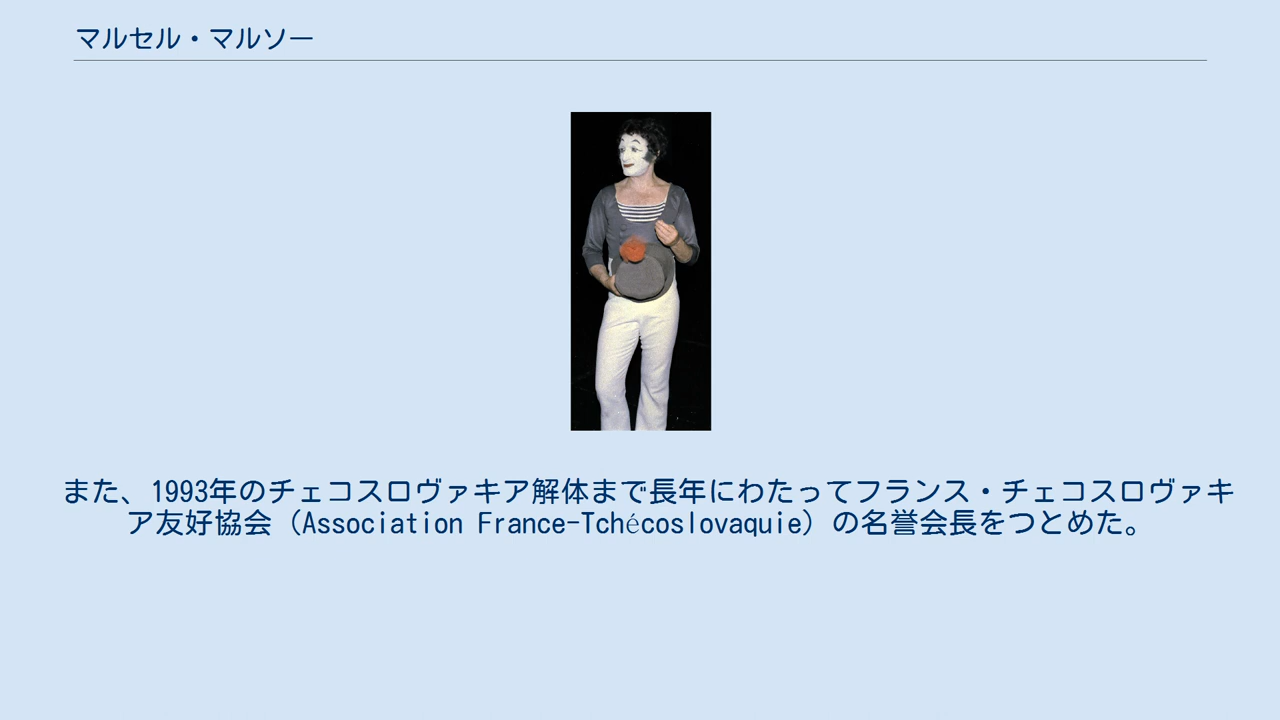 マルセル・マルソー
また、1993年のチェコスロヴァキア解体まで長年にわたってフランス・チェコスロヴァキ
ア友好協会（Association France-Tchécoslovaquie）の名誉会長をつとめた。